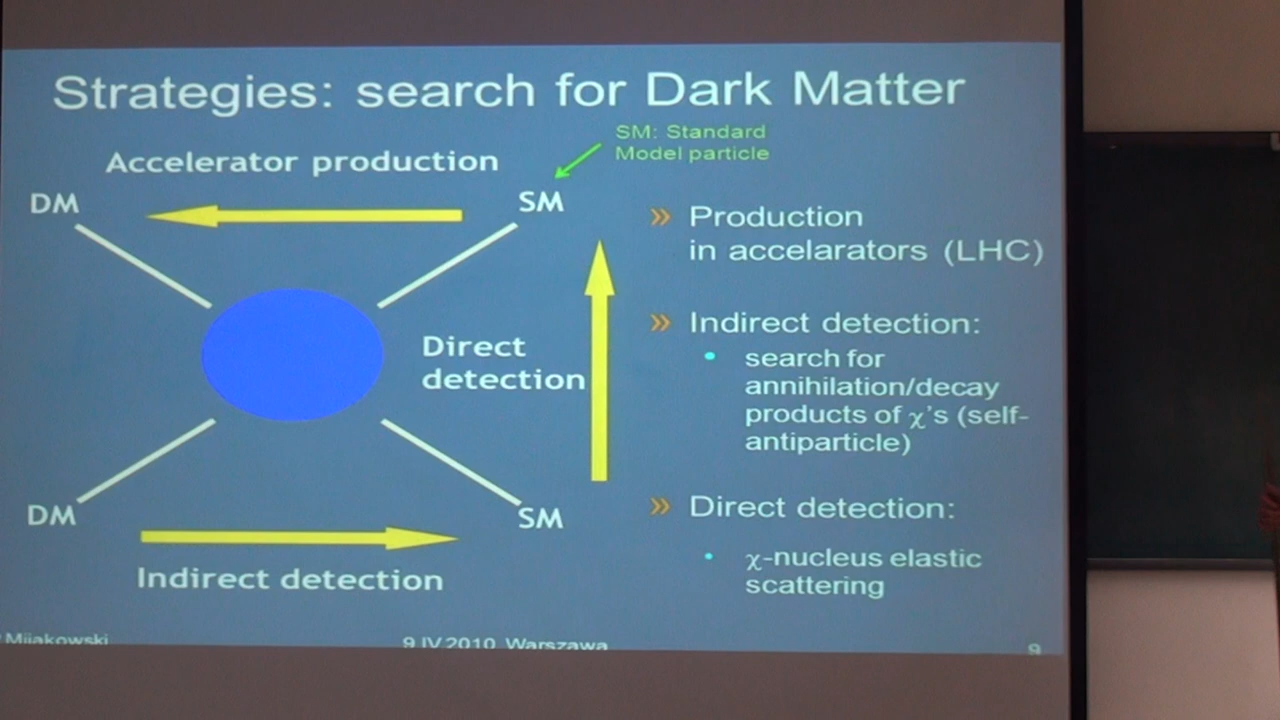 Strategies: search for Dark Matter
SM: Standard
Model particle
Accelerator production
DM
SM
Direct
detection
DM
SM
Indirect detection
» Production
in accelarators (LHC)
» Indirect detection:
• search for
annihilation/decay
products of χ's (self-
antiparticle)
» Direct detection:
• χ-nucleus elastic
scattering
Mijakowski
9 IV 2010 Warszawa
9